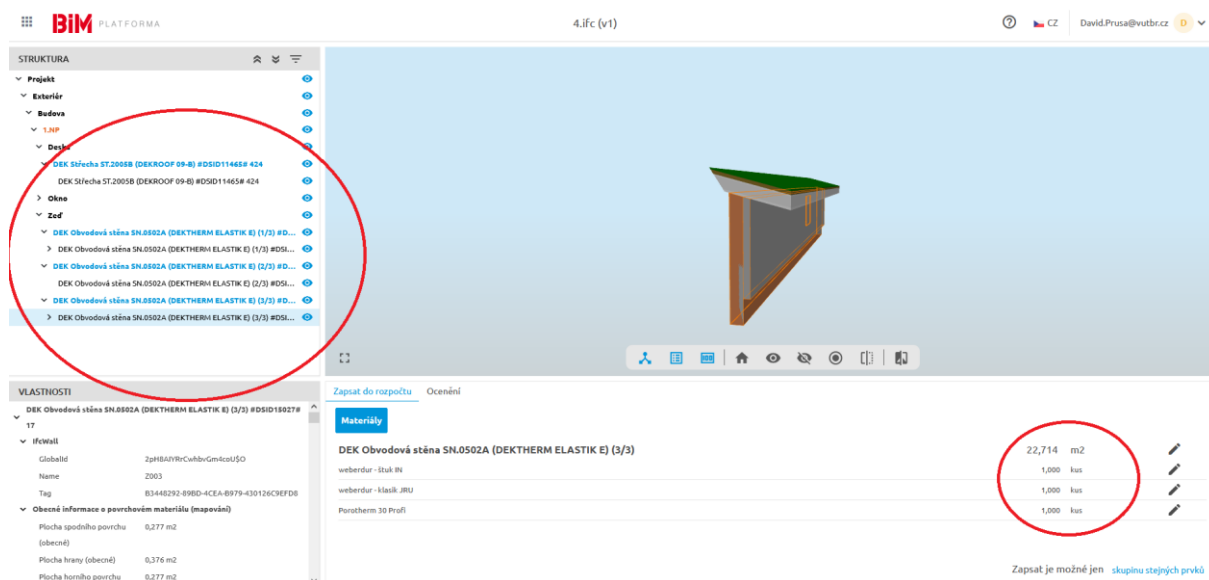 BiM PLATFORMA
4.ifc (v1)
CZ
David.Prusa@vutbr.cz
D
STRUKTURA
Projekt
Exteriér
Budova
1.NP
Deska
DEK Střecha ST.2005B (DEKROOF 09-B) #DSID11465# 424
DEK Střecha ST.2005B (DEKROOF 09-B) #DSID11465# 424
Okno
Zeď
DEK Obvodová stěna SN.0502A (DEKTHERM ELASTIK E) (1/3) #D...
DEK Obvodová stěna SN.0502A (DEKTHERM ELASTIK E) (1/3) #DSI...
DEK Obvodová stěna SN.0502A (DEKTHERM ELASTIK E) (2/3) #D...
DEK Obvodová stěna SN.0502A (DEKTHERM ELASTIK E) (2/3) #DSI...
DEK Obvodová stěna SN.0502A (DEKTHERM ELASTIK E) (3/3) #D...
DEK Obvodová stěna SN.0502A (DEKTHERM ELASTIK E) (3/3) #DSI...
VLASTNOSTI
DEK Obvodová stěna SN.0502A (DEKTHERM ELASTIK E) (3/3) #DSID15027#
17
IfcWall
GlobalId 2pH8AIYRrCwhbvGm4coU$O
Name Z003
Tag B3448292-89BD-4CEA-B979-430126C9EFD8
Obecné informace o povrchovém materiálu (mapování)
Plocha spodního povrchu 0,277 m2
(obecné)
Plocha hrany (obecné) 0,376 m2
Plocha horního povrchu 0,277 m2
Zapsat do rozpočtu Ocenění
Materiály
DEK Obvodová stěna SN.0502A (DEKTHERM ELASTIK E) (3/3) 22,714 m2
weberdur - štuk IN 1,000 kus
weberdur - klasik JRU 1,000 kus
Porotherm 30 Profi 1,000 kus
Zapsat je možné jen skupinu stejných prvků